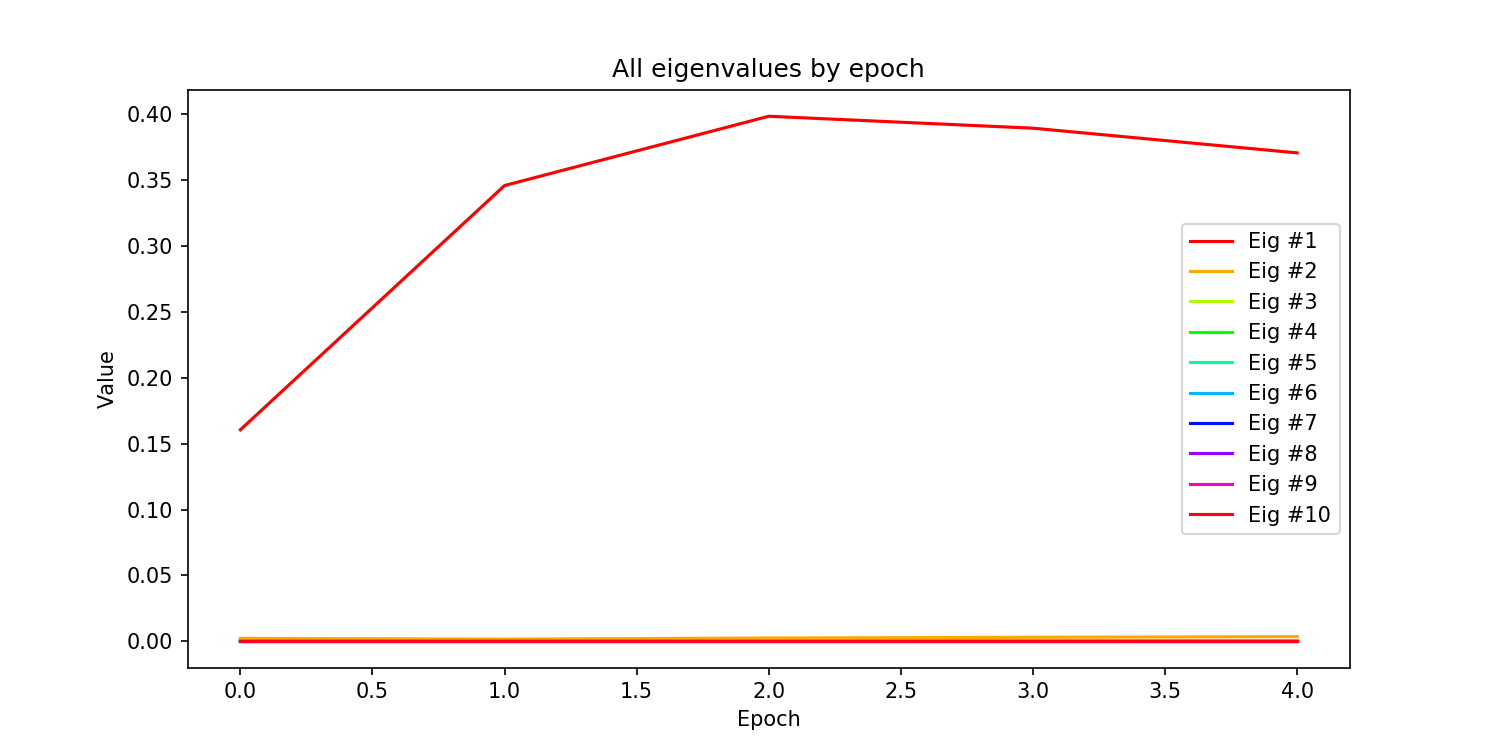 All eigenvalues by epoch
0.40
0.35
0.30
0.25
0.20
0.15
0.10
0.05
0.00
Value
Eig #1
Eig #2
Eig #3
Eig #4
Eig #5
Eig #6
Eig #7
Eig #8
Eig #9
Eig #10
0.0 0.5 1.0 1.5 2.0 2.5 3.0 3.5 4.0
Epoch